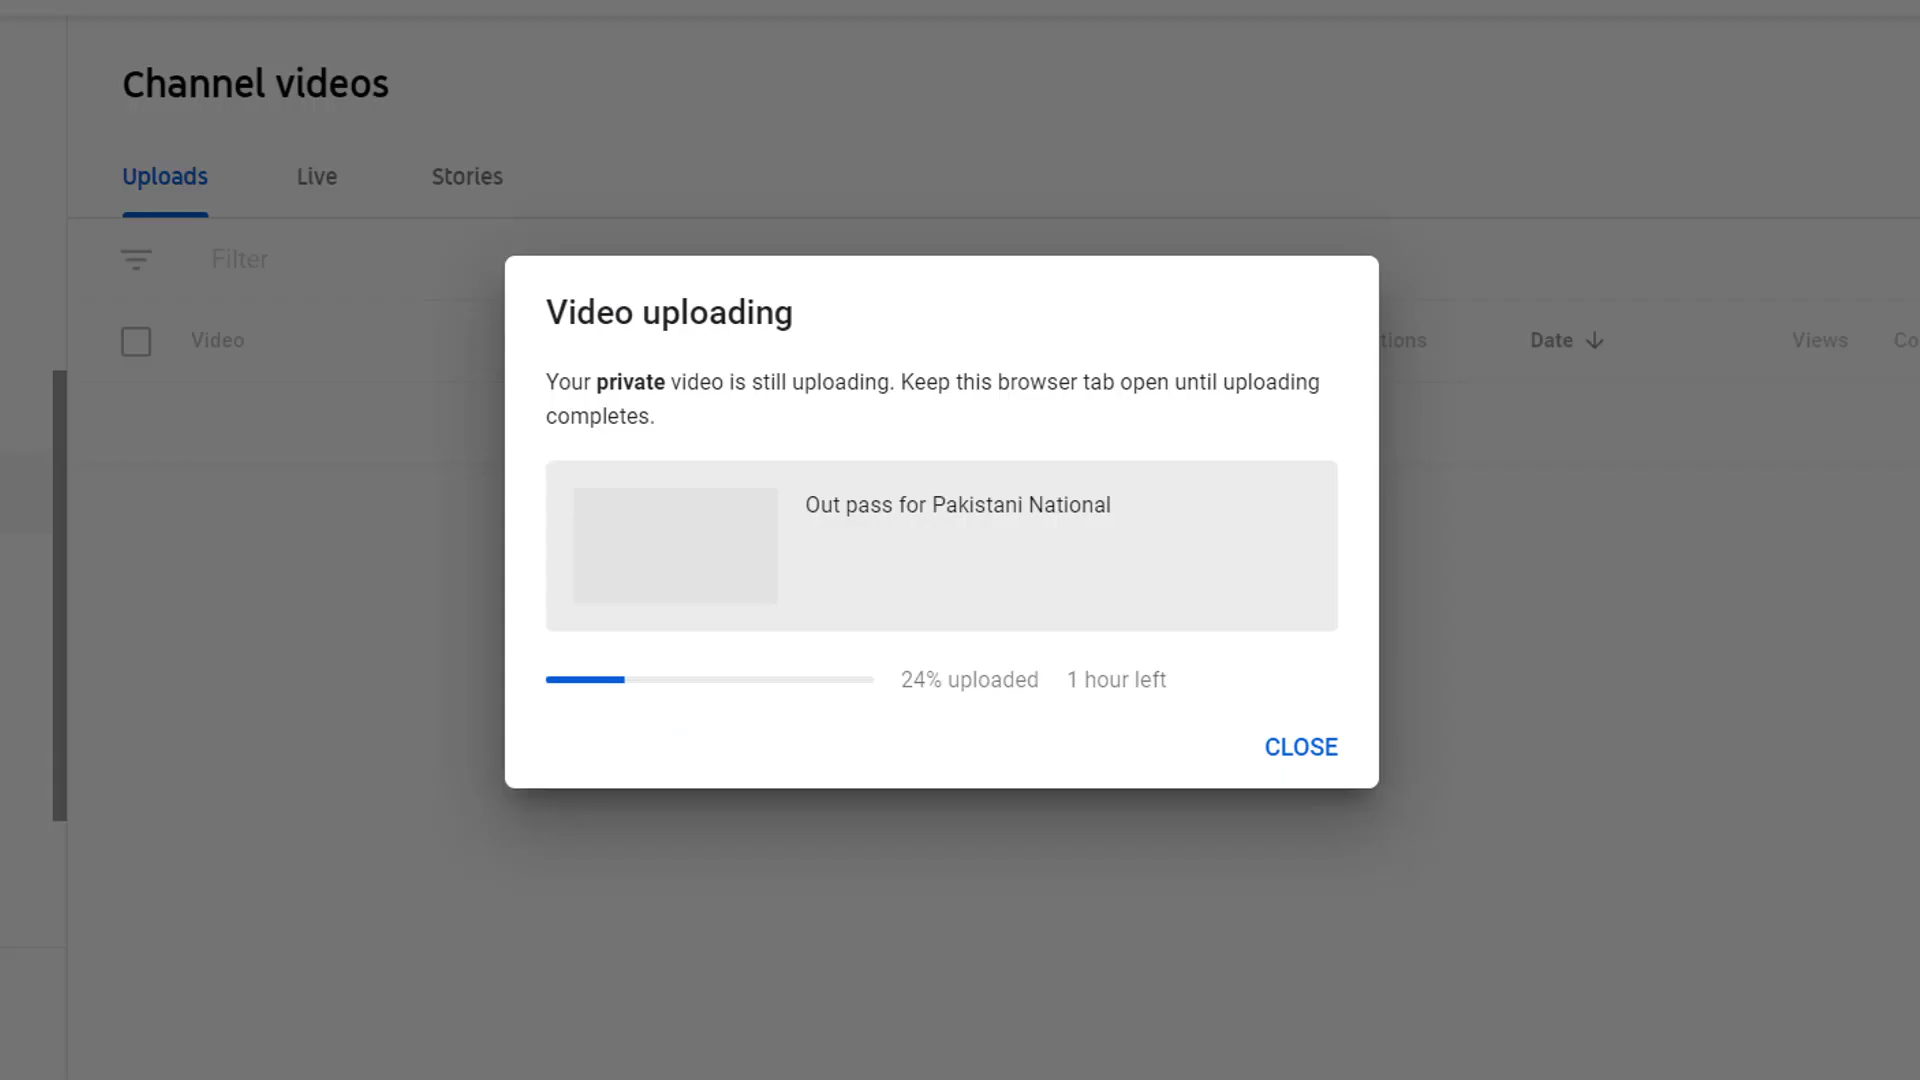 Channel videos
Uploads Live Stories
Filter
Video Date Views
Video uploading
Your private video is still uploading. Keep this browser tab open until uploading
completes.
Out pass for Pakistani National
24% uploaded 1 hour left
CLOSE